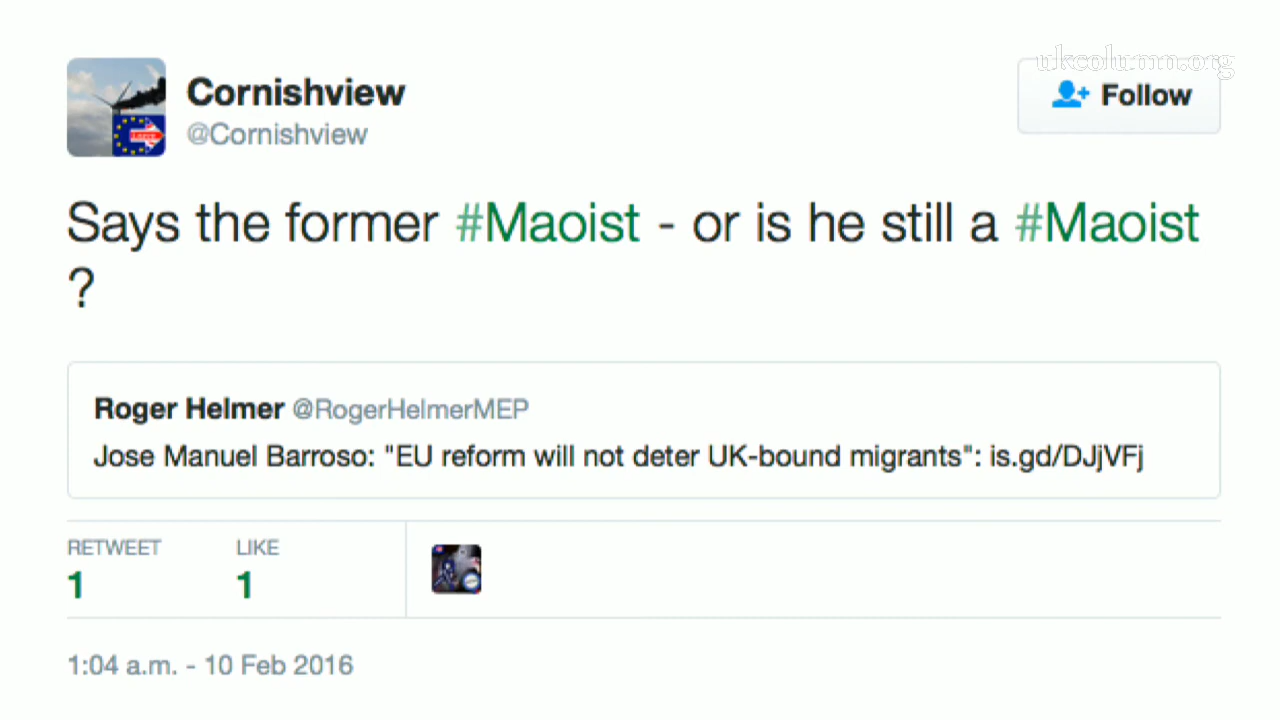 ukcolumn.org
Cornishview
@Cornishview
Follow
Says the former #Maoist - or is he still a #Maoist
?
Roger Helmer @RogerHelmerMEP
Jose Manuel Barroso: "EU reform will not deter UK-bound migrants": is.gd/DJjVFj
RETWEET LIKE
1 1
1:04 a.m. - 10 Feb 2016